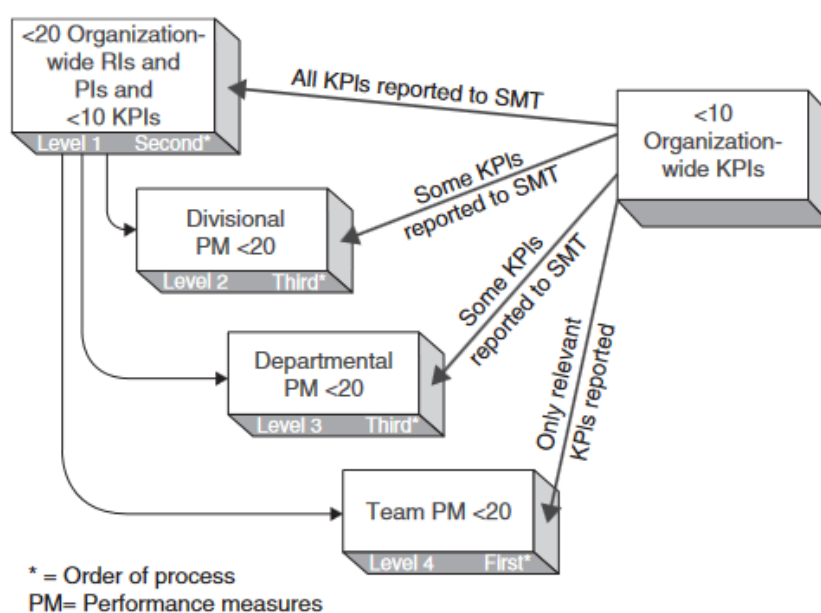 <20 Organization-
wide RIs and
PIs and
<10 KPIs
Level 1 Second*
All KPIs reported to SMT
<10
Organization-
wide KPIs
Some KPIs
reported to SMT
Divisional
PM <20
Level 2 Third*
Some KPIs
reported to SMT
Departmental
PM <20
Level 3 Third*
Only relevant
KPIs reported
Team PM <20
Level 4 First*
* = Order of process
PM= Performance measures